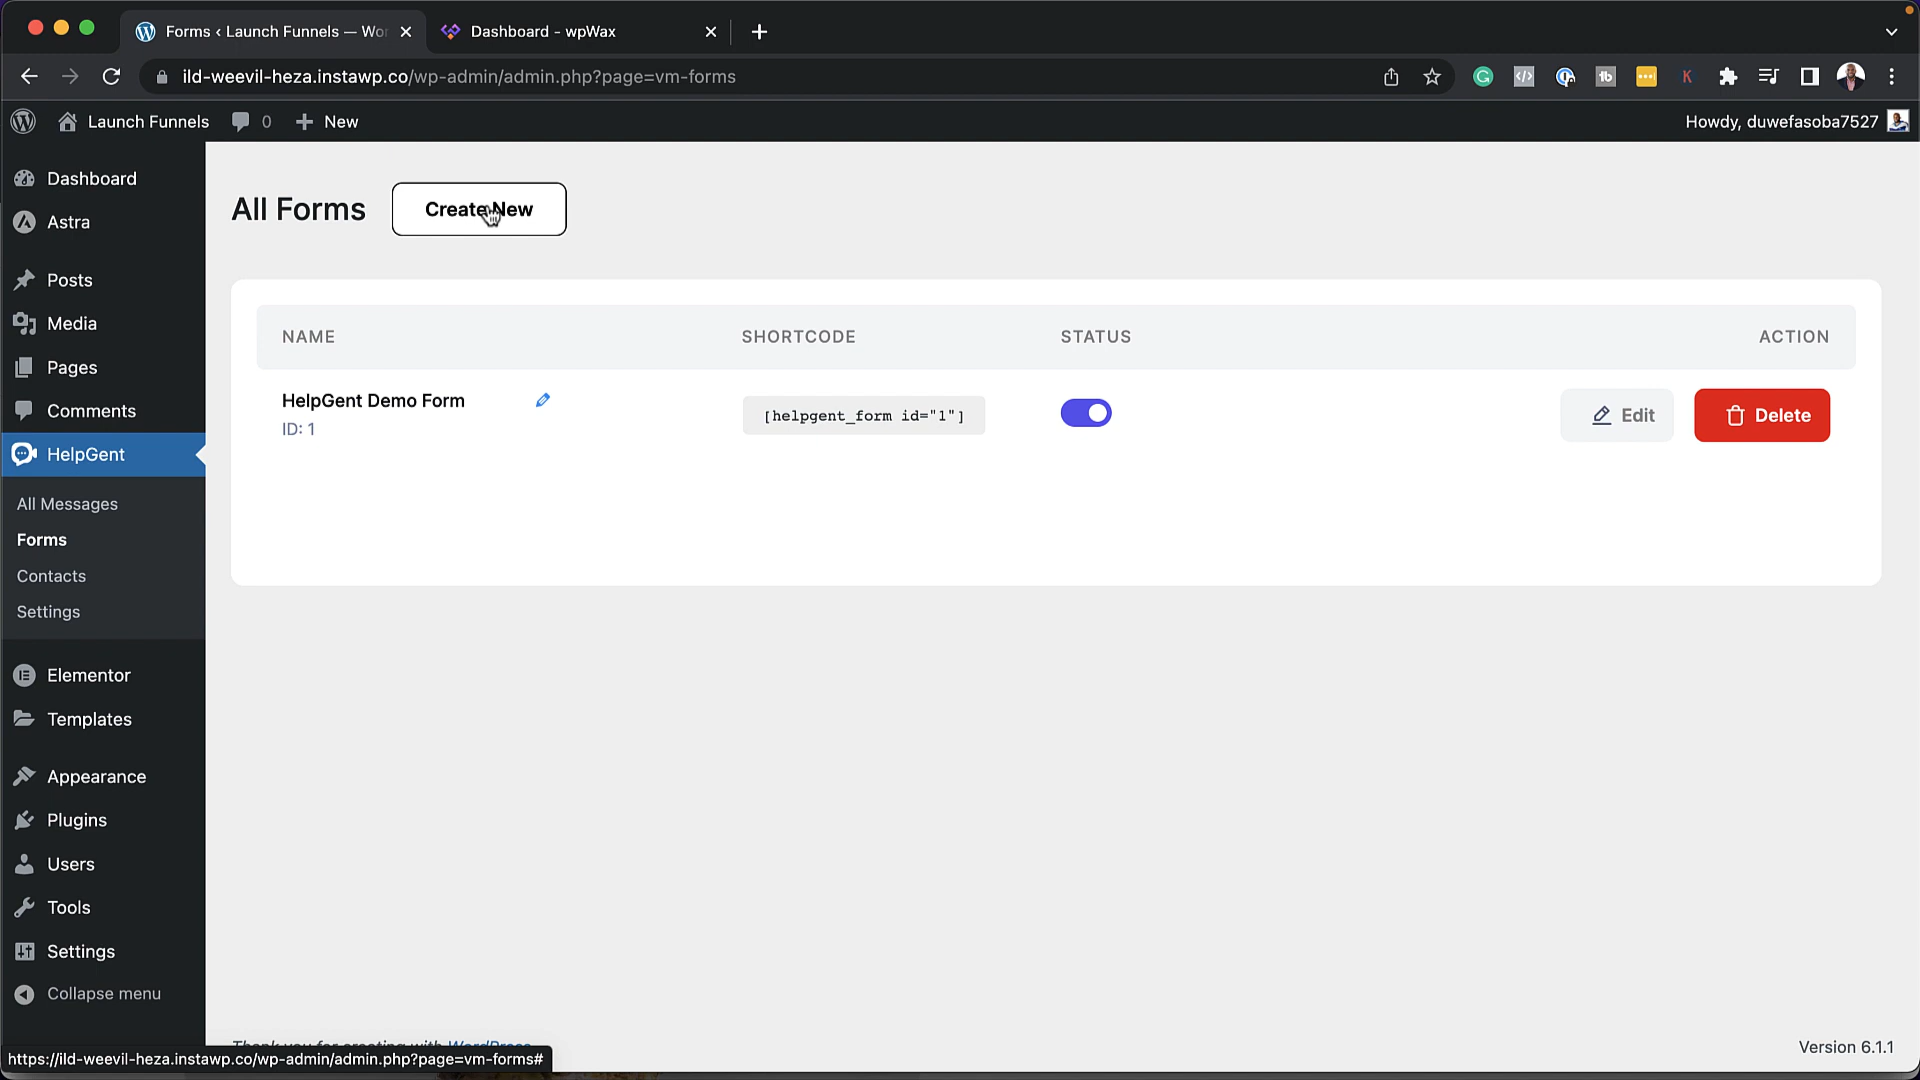 Forms ‹ Launch Funnels — Wor
Dashboard - wpWax
ild-weevil-heza.instawp.co/wp-admin/admin.php?page=vm-forms
Launch Funnels
0
New
Howdy, duwefasoba7527
Dashboard
Astra
Posts
Media
Pages
Comments
HelpGent
All Messages
Forms
Contacts
Settings
Elementor
Templates
Appearance
Plugins
Users
Tools
Settings
Collapse menu
All Forms
Create New
NAME
SHORTCODE
STATUS
ACTION
HelpGent Demo Form
ID: 1
[helpgent_form id="1"]
Edit
Delete
Thank you for creating with WordPress
https://ild-weevil-heza.instawp.co/wp-admin/admin.php?page=vm-forms#
Version 6.1.1